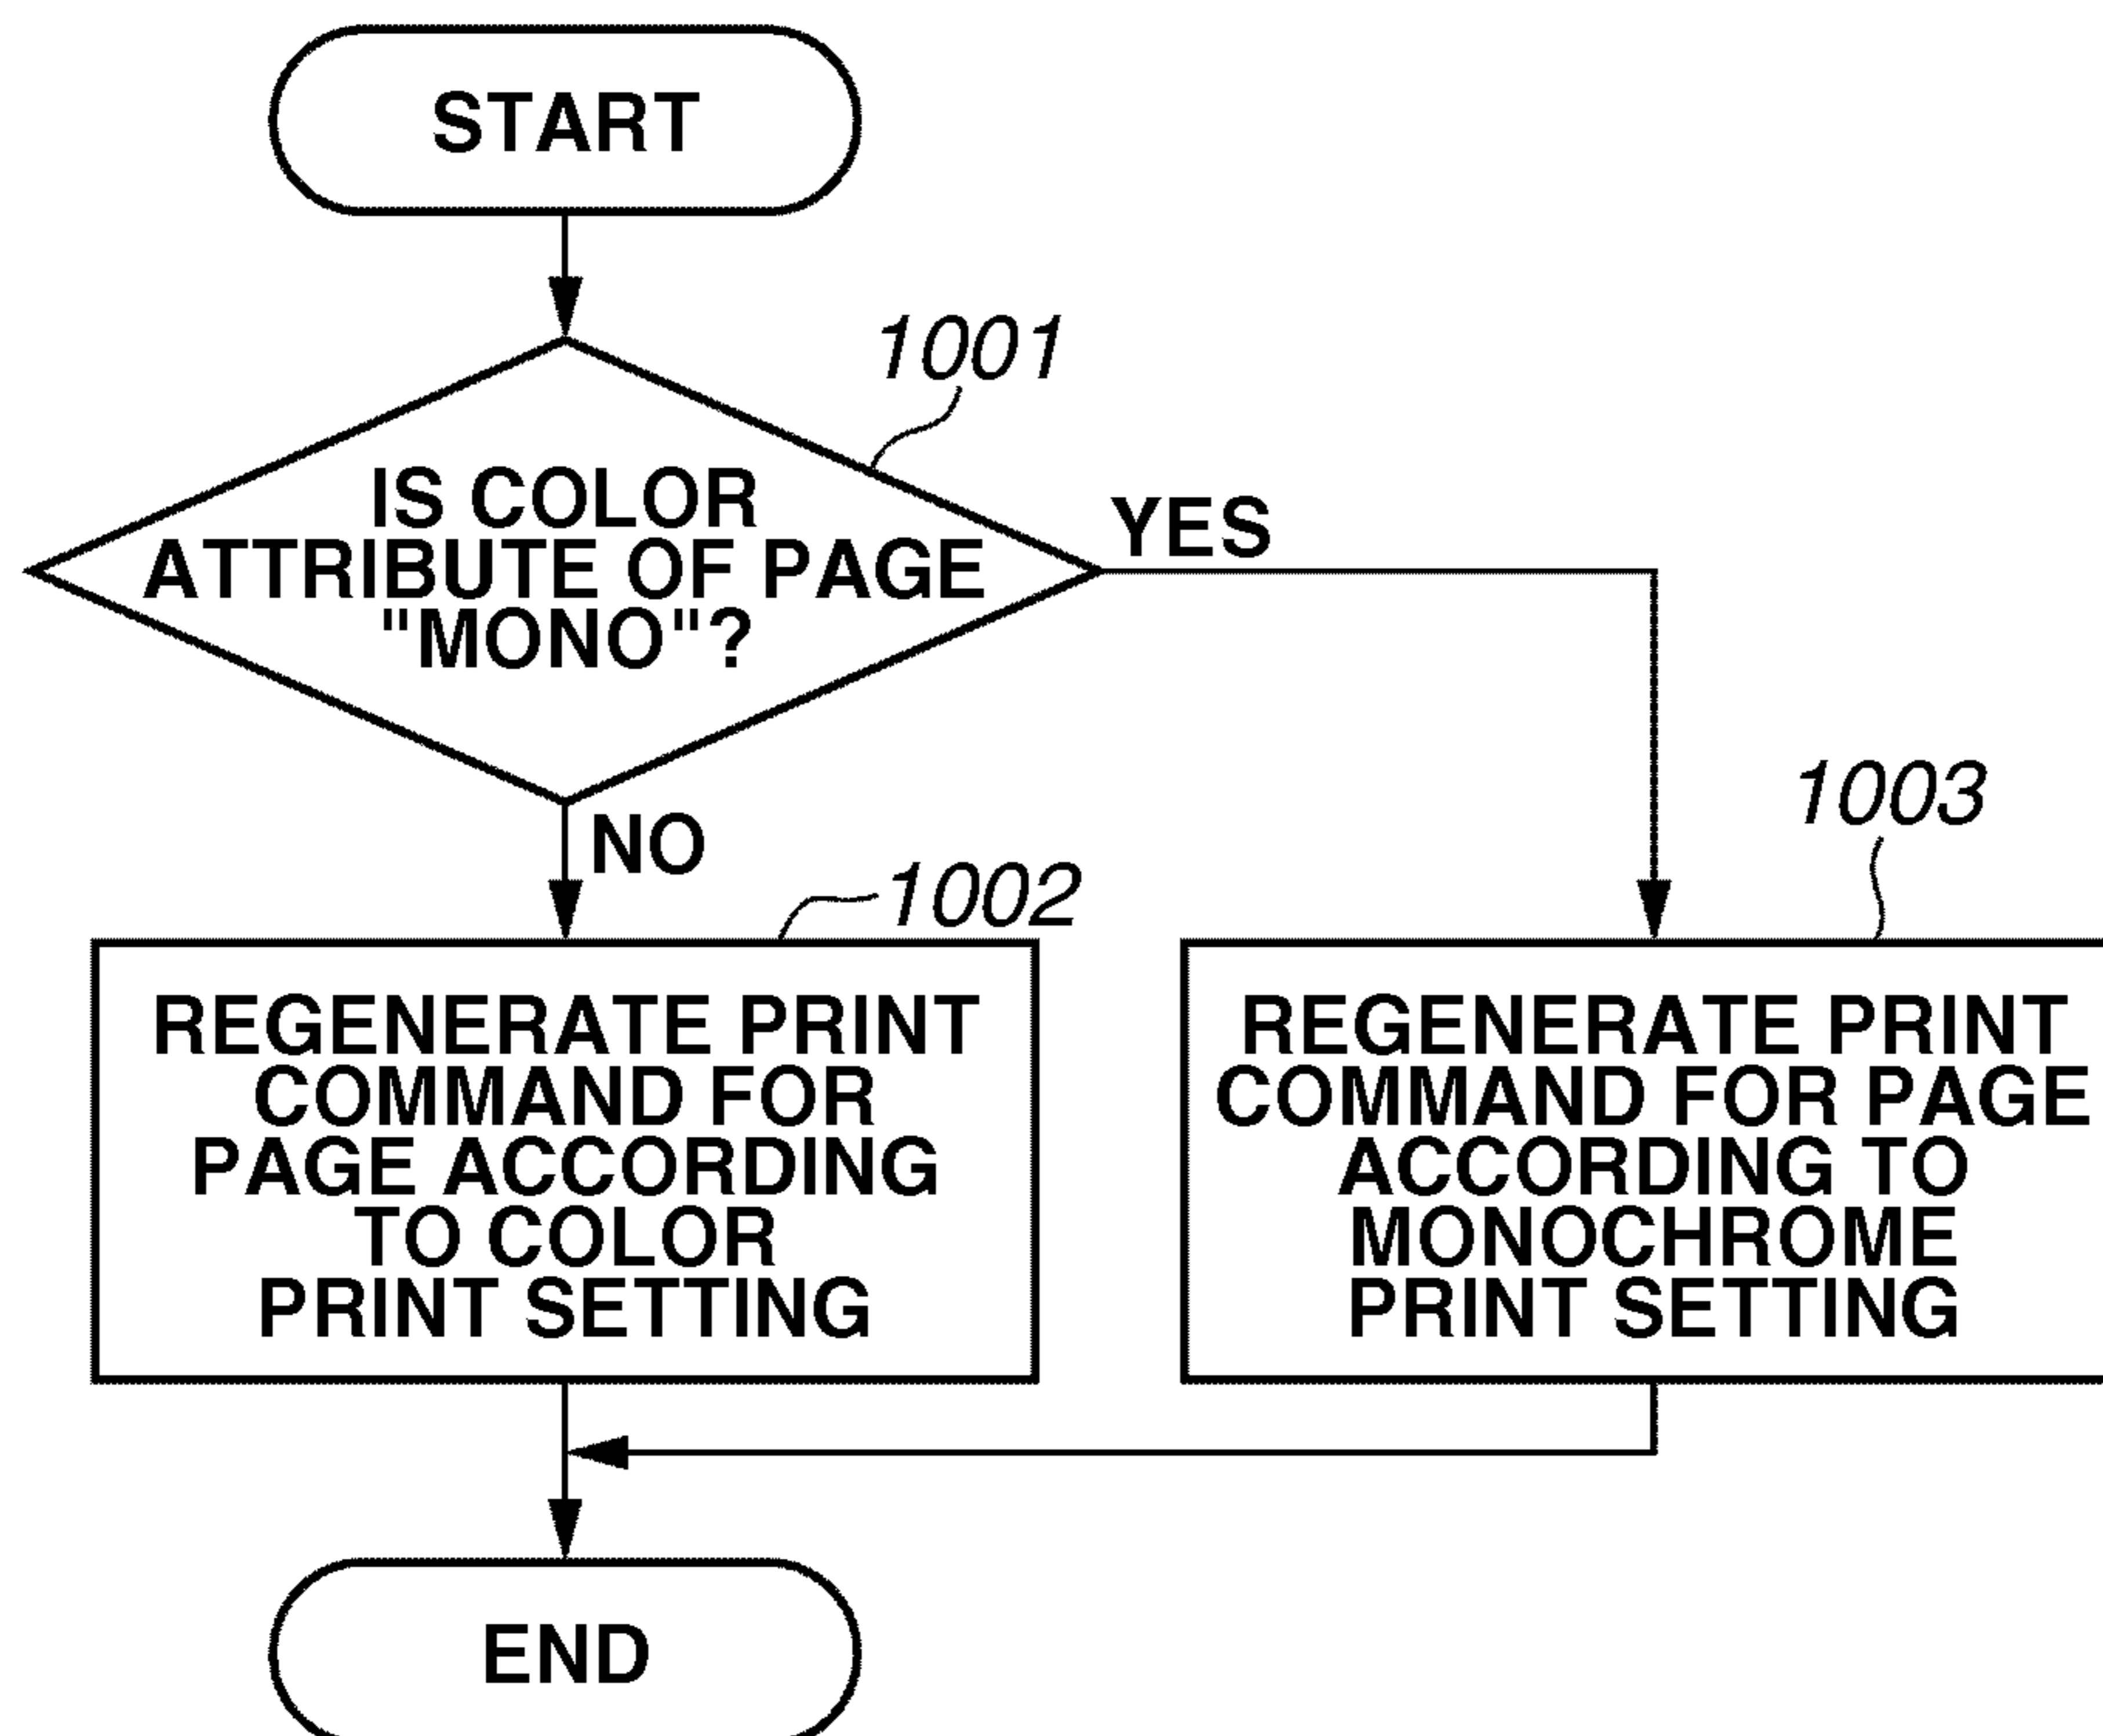 START
1001
IS COLOR
ATTRIBUTE OF PAGE
"MONO"?
YES
NO
1002
REGENERATE PRINT
COMMAND FOR
PAGE ACCORDING
TO COLOR
PRINT SETTING
1003
REGENERATE PRINT
COMMAND FOR PAGE
ACCORDING TO
MONOCHROME
PRINT SETTING
END